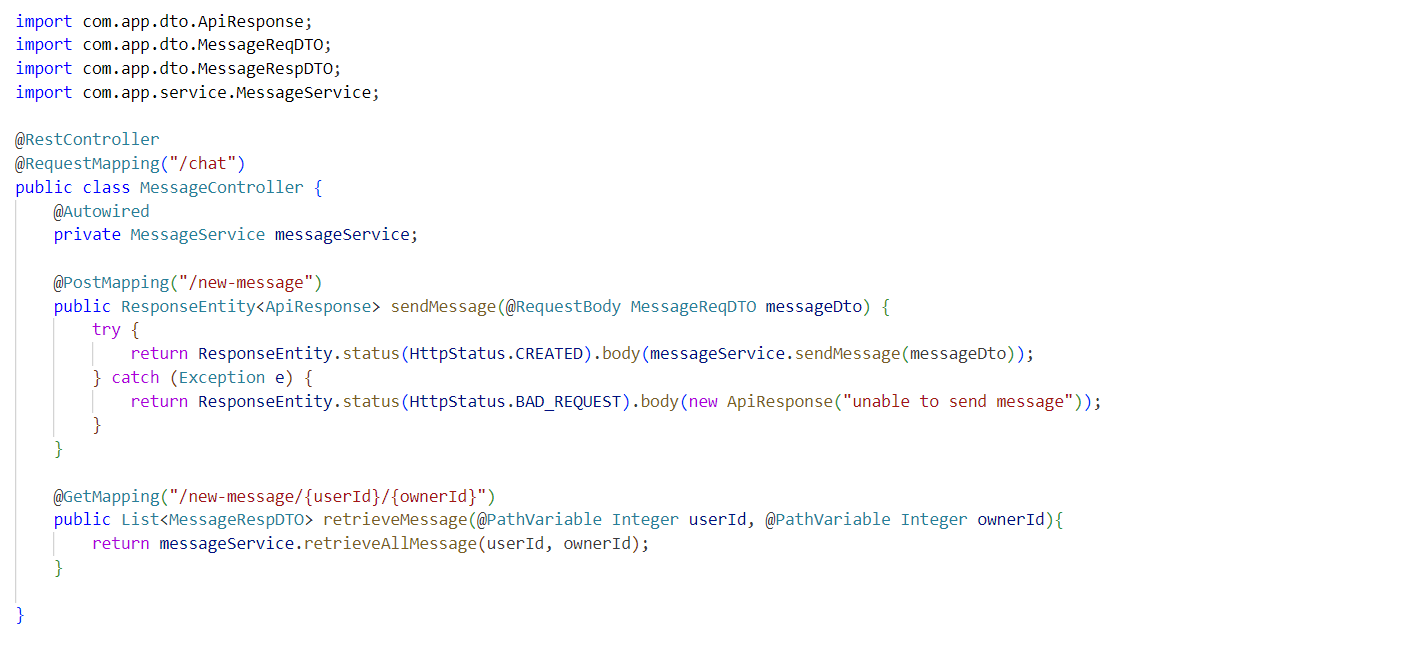 import com.app.dto.ApiResponse;
import com.app.dto.MessageReqDTO;
import com.app.dto.MessageRespDTO;
import com.app.service.MessageService;

@RestController
@RequestMapping("/chat")
public class MessageController {
    @Autowired
    private MessageService messageService;

    @PostMapping("/new-message")
    public ResponseEntity<ApiResponse> sendMessage(@RequestBody MessageReqDTO messageDto) {
        try {
            return ResponseEntity.status(HttpStatus.CREATED).body(messageService.sendMessage(messageDto));
        } catch (Exception e) {
            return ResponseEntity.status(HttpStatus.BAD_REQUEST).body(new ApiResponse("unable to send message"));
        }
    }

    @GetMapping("/new-message/{userId}/{ownerId}")
    public List<MessageRespDTO> retrieveMessage(@PathVariable Integer userId, @PathVariable Integer ownerId){
        return messageService.retrieveAllMessage(userId, ownerId);
    }

}